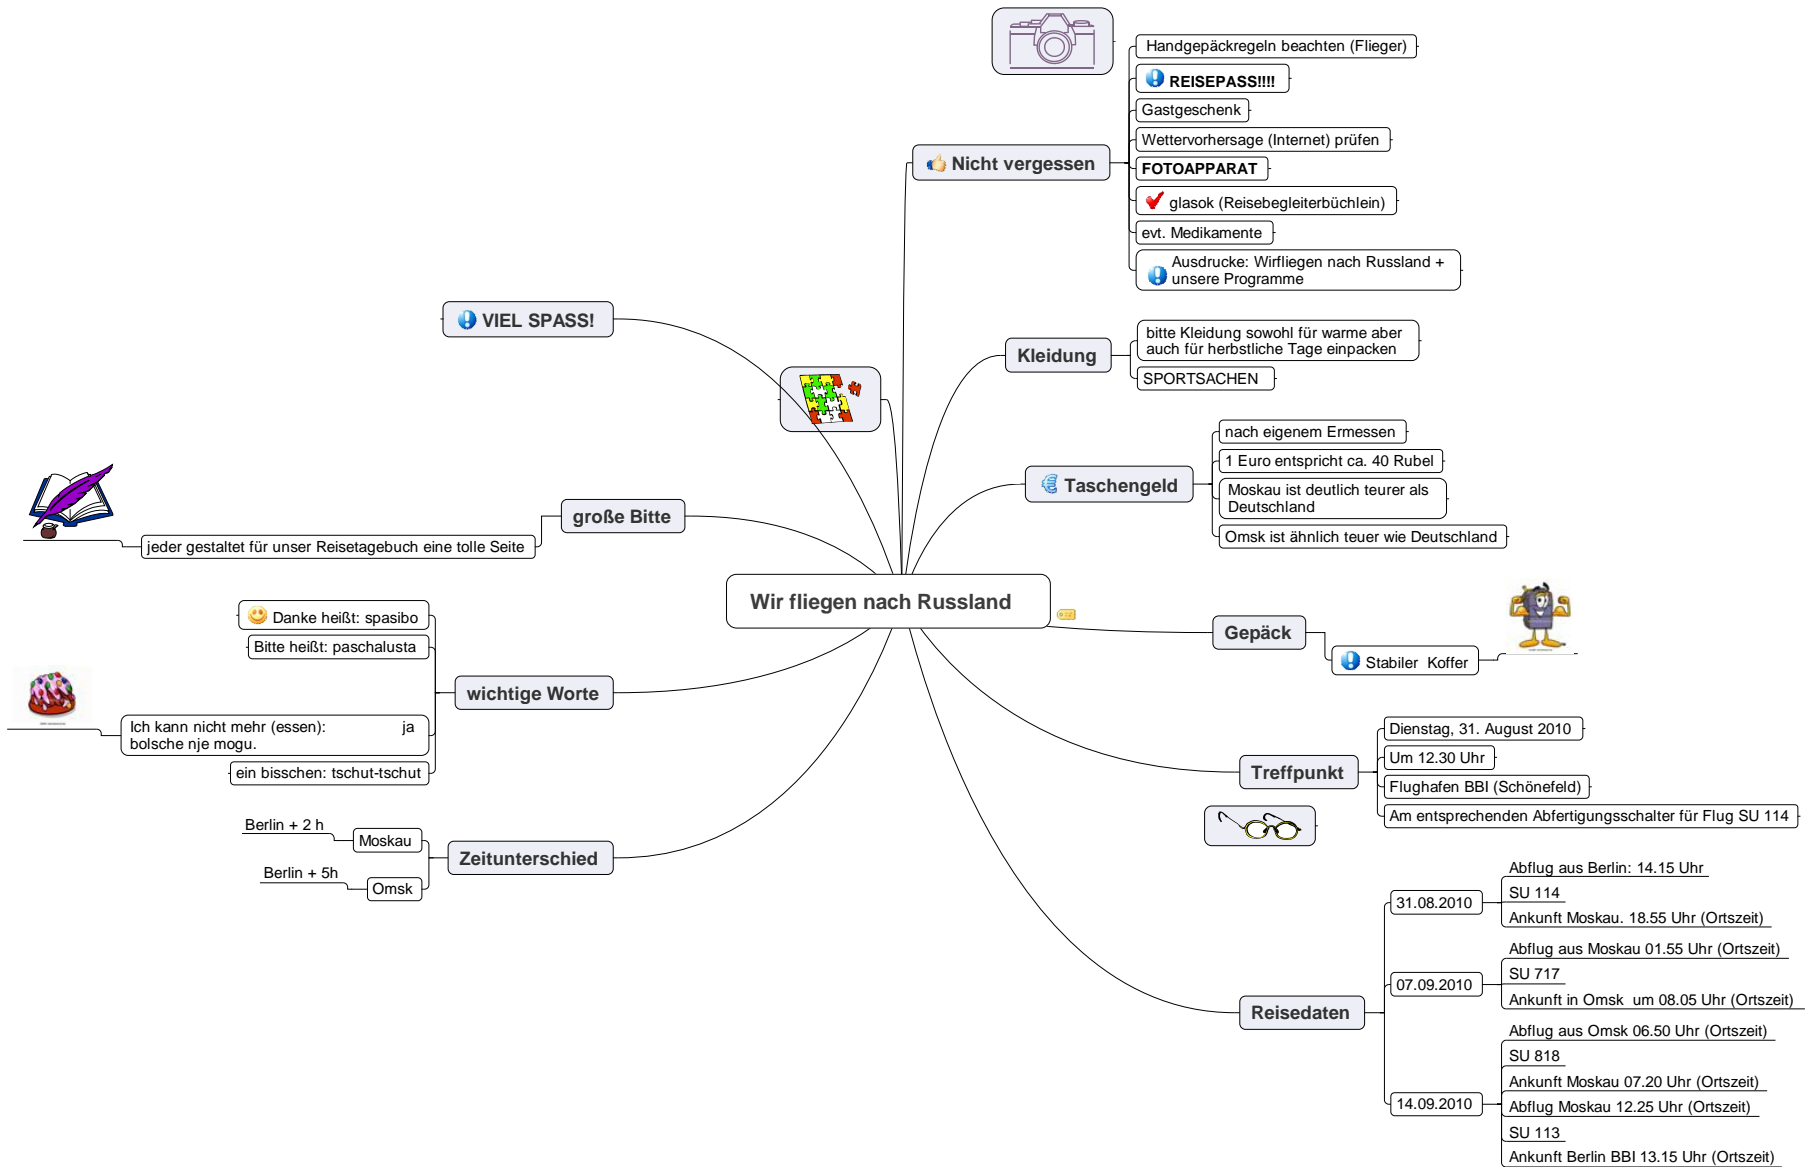 Wir fliegen nach Russland
Nicht vergessen
Handgepäckregeln beachten (Flieger)
REISEPASS!!!!
Gastgeschenk
Wettervorhersage (Internet) prüfen
FOTOAPPARAT
glasok (Reisebegleiterbüchlein)
evt. Medikamente
Ausdrucke: Wirfliegen nach Russland +
unsere Programme
Kleidung
bitte Kleidung sowohl für warme aber
auch für herbstliche Tage einpacken
SPORTSACHEN
Taschengeld
nach eigenem Ermessen
1 Euro entspricht ca. 40 Rubel
Moskau ist deutlich teurer als
Deutschland
Omsk ist ähnlich teuer wie Deutschland
Gepäck
Stabiler Koffer
Treffpunkt
Dienstag, 31. August 2010
Um 12.30 Uhr
Flughafen BBI (Schönefeld)
Am entsprechenden Abfertigungsschalter für Flug SU 114
Reisedaten
31.08.2010
Abflug aus Berlin: 14.15 Uhr
SU 114
Ankunft Moskau. 18.55 Uhr (Ortszeit)
07.09.2010
Abflug aus Moskau 01.55 Uhr (Ortszeit)
SU 717
Ankunft in Omsk um 08.05 Uhr (Ortszeit)
14.09.2010
Abflug aus Omsk 06.50 Uhr (Ortszeit)
SU 818
Ankunft Moskau 07.20 Uhr (Ortszeit)
Abflug Moskau 12.25 Uhr (Ortszeit)
SU 113
Ankunft Berlin BBI 13.15 Uhr (Ortszeit)
VIEL SPASS!
große Bitte
jeder gestaltet für unser Reisetagebuch eine tolle Seite
wichtige Worte
Danke heißt: spasibo
Bitte heißt: paschalusta
Ich kann nicht mehr (essen): ja
bolsche nje mogu.
ein bisschen: tschut-tschut
Zeitunterschied
Moskau
Berlin + 2 h
Omsk
Berlin + 5h